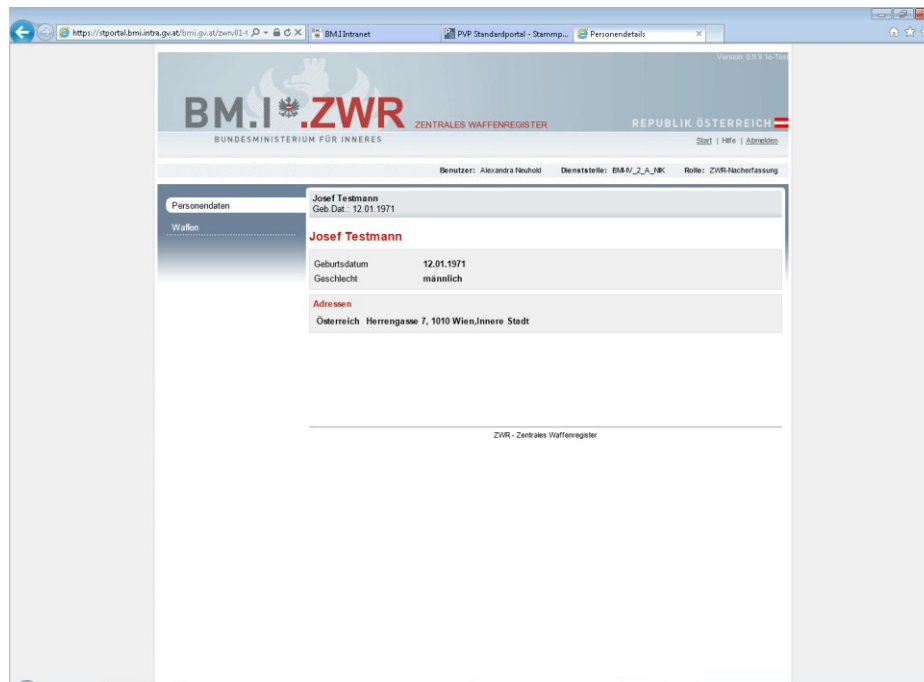 https://stportal.bmi.intra.gv.at/bmi.gv.at/zwrv01-t
BM.I Intranet
PVP Standardportal - Stammp...
Personendetails
BM.I .ZWR ZENTRALES WAFFENREGISTER
REPUBLIK ÖSTERREICH
BUNDESMINISTERIUM FÜR INNERES
Start | Hilfe | Abmelden
Benutzer: Alexandra Neuhold Dienststelle: BMI-IV_2_A_NIK Rolle: ZWR-Nacherfassung
Personendaten
Waffen
Josef Testmann
Geb.Dat.: 12.01.1971
Josef Testmann
Geburtsdatum 12.01.1971
Geschlecht männlich
Adressen
Österreich Herrengasse 7, 1010 Wien,Innere Stadt
ZWR - Zentrales Waffenregister